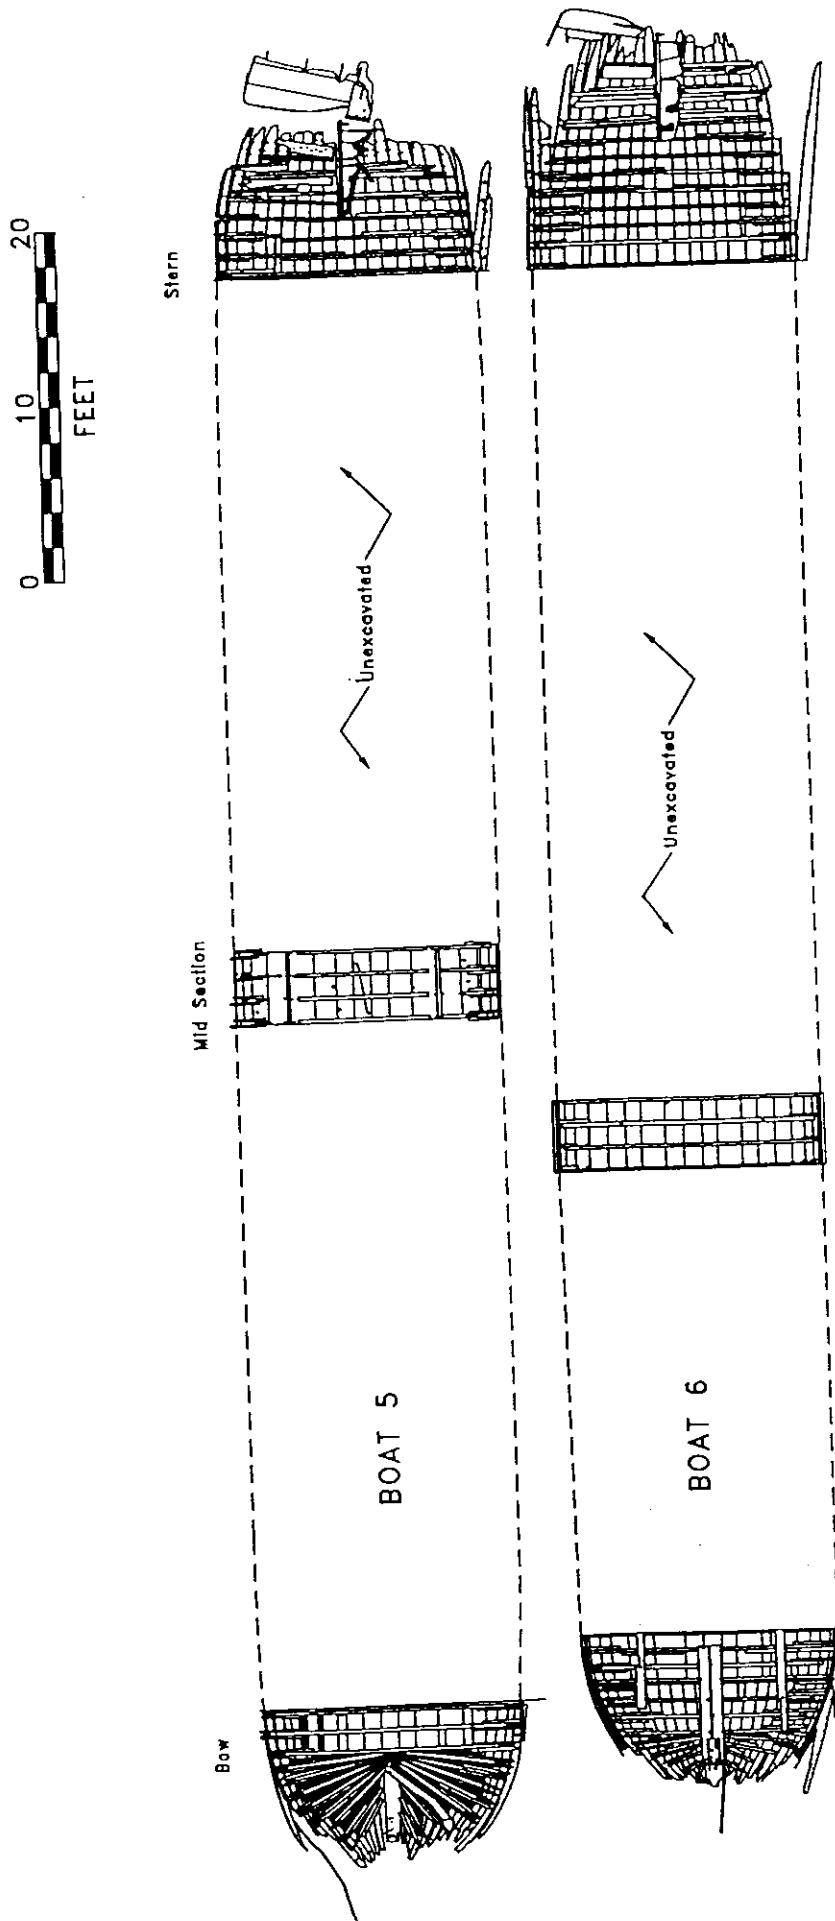 0
10
20
FEET
Stern
Mid Section
Bow
Unexcavated
BOAT 5
Unexcavated
BOAT 6